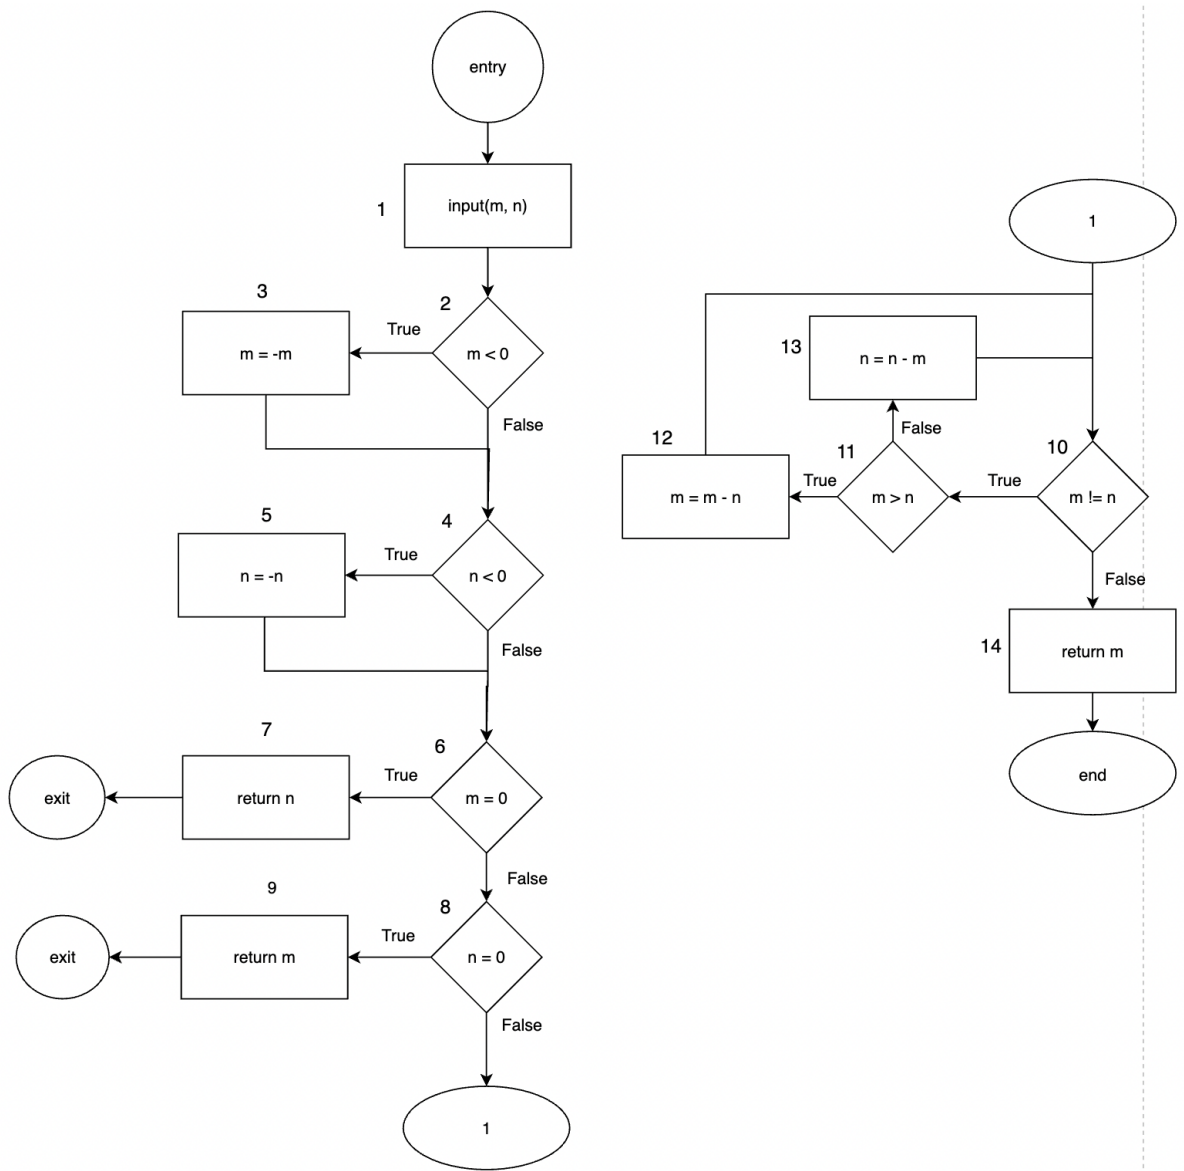 entry
input(m, n)
1
2
m < 0
True
3
m = -m
False
4
n < 0
True
5
n = -n
False
6
m = 0
True
7
return n
exit
False
8
n = 0
True
9
return m
exit
False
1
1
10
m != n
True
11
m > n
True
12
m = m - n
False
13
n = n - m
False
14
return m
end